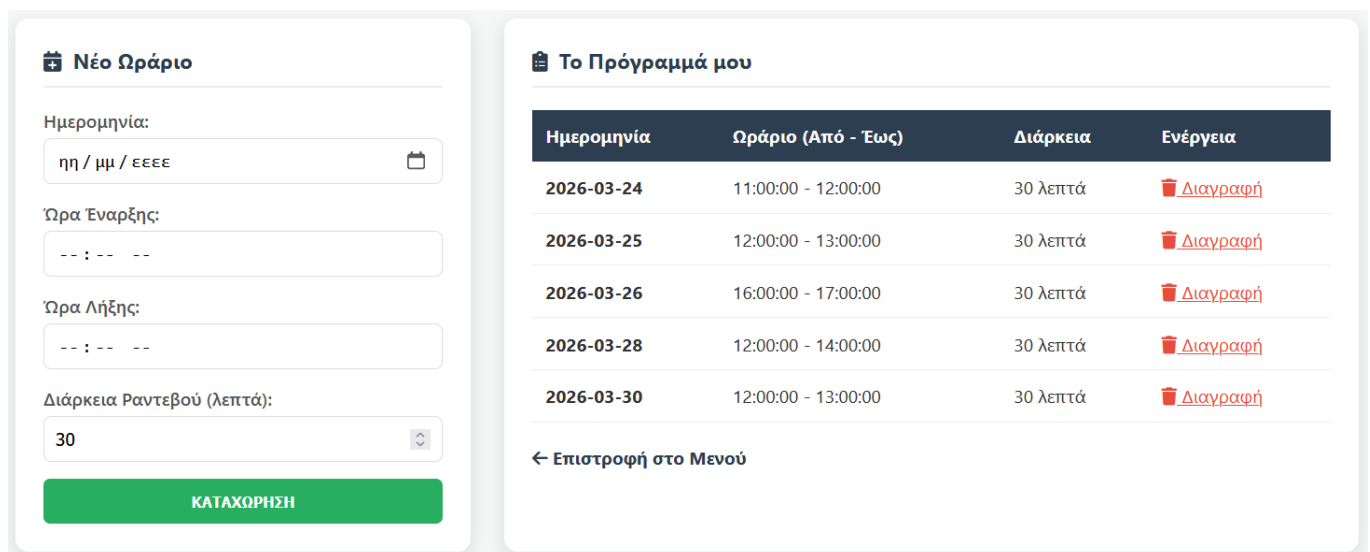 Νέο Ωράριο
Ημερομηνία:
ηη / μμ / εεεε
Ώρα Έναρξης:
-- : -- --
Ώρα Λήξης:
-- : -- --
Διάρκεια Ραντεβού (λεπτά):
30
ΚΑΤΑΧΩΡΗΣΗ
Το Πρόγραμμά μου
Ημερομηνία Ωράριο (Από - Έως) Διάρκεια Ενέργεια
2026-03-24 11:00:00 - 12:00:00 30 λεπτά Διαγραφή
2026-03-25 12:00:00 - 13:00:00 30 λεπτά Διαγραφή
2026-03-26 16:00:00 - 17:00:00 30 λεπτά Διαγραφή
2026-03-28 12:00:00 - 14:00:00 30 λεπτά Διαγραφή
2026-03-30 12:00:00 - 13:00:00 30 λεπτά Διαγραφή
← Επιστροφή στο Μενού